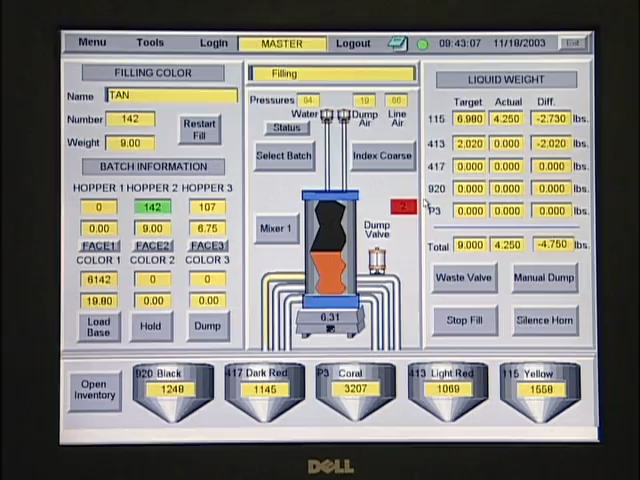 Menu Tools Login MASTER Logout 09:43:07 11/18/2003 Exit
FILLING COLOR
Name TAN
Number 142
Weight 9.00
Restart Fill
BATCH INFORMATION
HOPPER 1 HOPPER 2 HOPPER 3
0 142 107
0.00 9.00 6.75
FACE1 FACE2 FACE3
COLOR 1 COLOR 2 COLOR 3
6142 0 0
19.80 0.00 0.00
Load Base Hold Dump
Filling
Pressures 64 19 66
Water Dump Air Line Air
Status
Select Batch Index Coarse
2
Mixer 1
Dump Valve
6.31
LIQUID WEIGHT
Target Actual Diff.
115 6.980 4.250 -2.730 lbs.
413 2.020 0.000 -2.020 lbs.
417 0.000 0.000 0.000 lbs.
920 0.000 0.000 0.000 lbs.
P3 0.000 0.000 0.000 lbs.
Total 9.000 4.250 -4.750 lbs.
Waste Valve Manual Dump
Stop Fill Silence Horn
Open Inventory
920 Black 417 Dark Red P3 Coral 413 Light Red 115 Yellow
1248 1145 3207 1069 1558
DELL